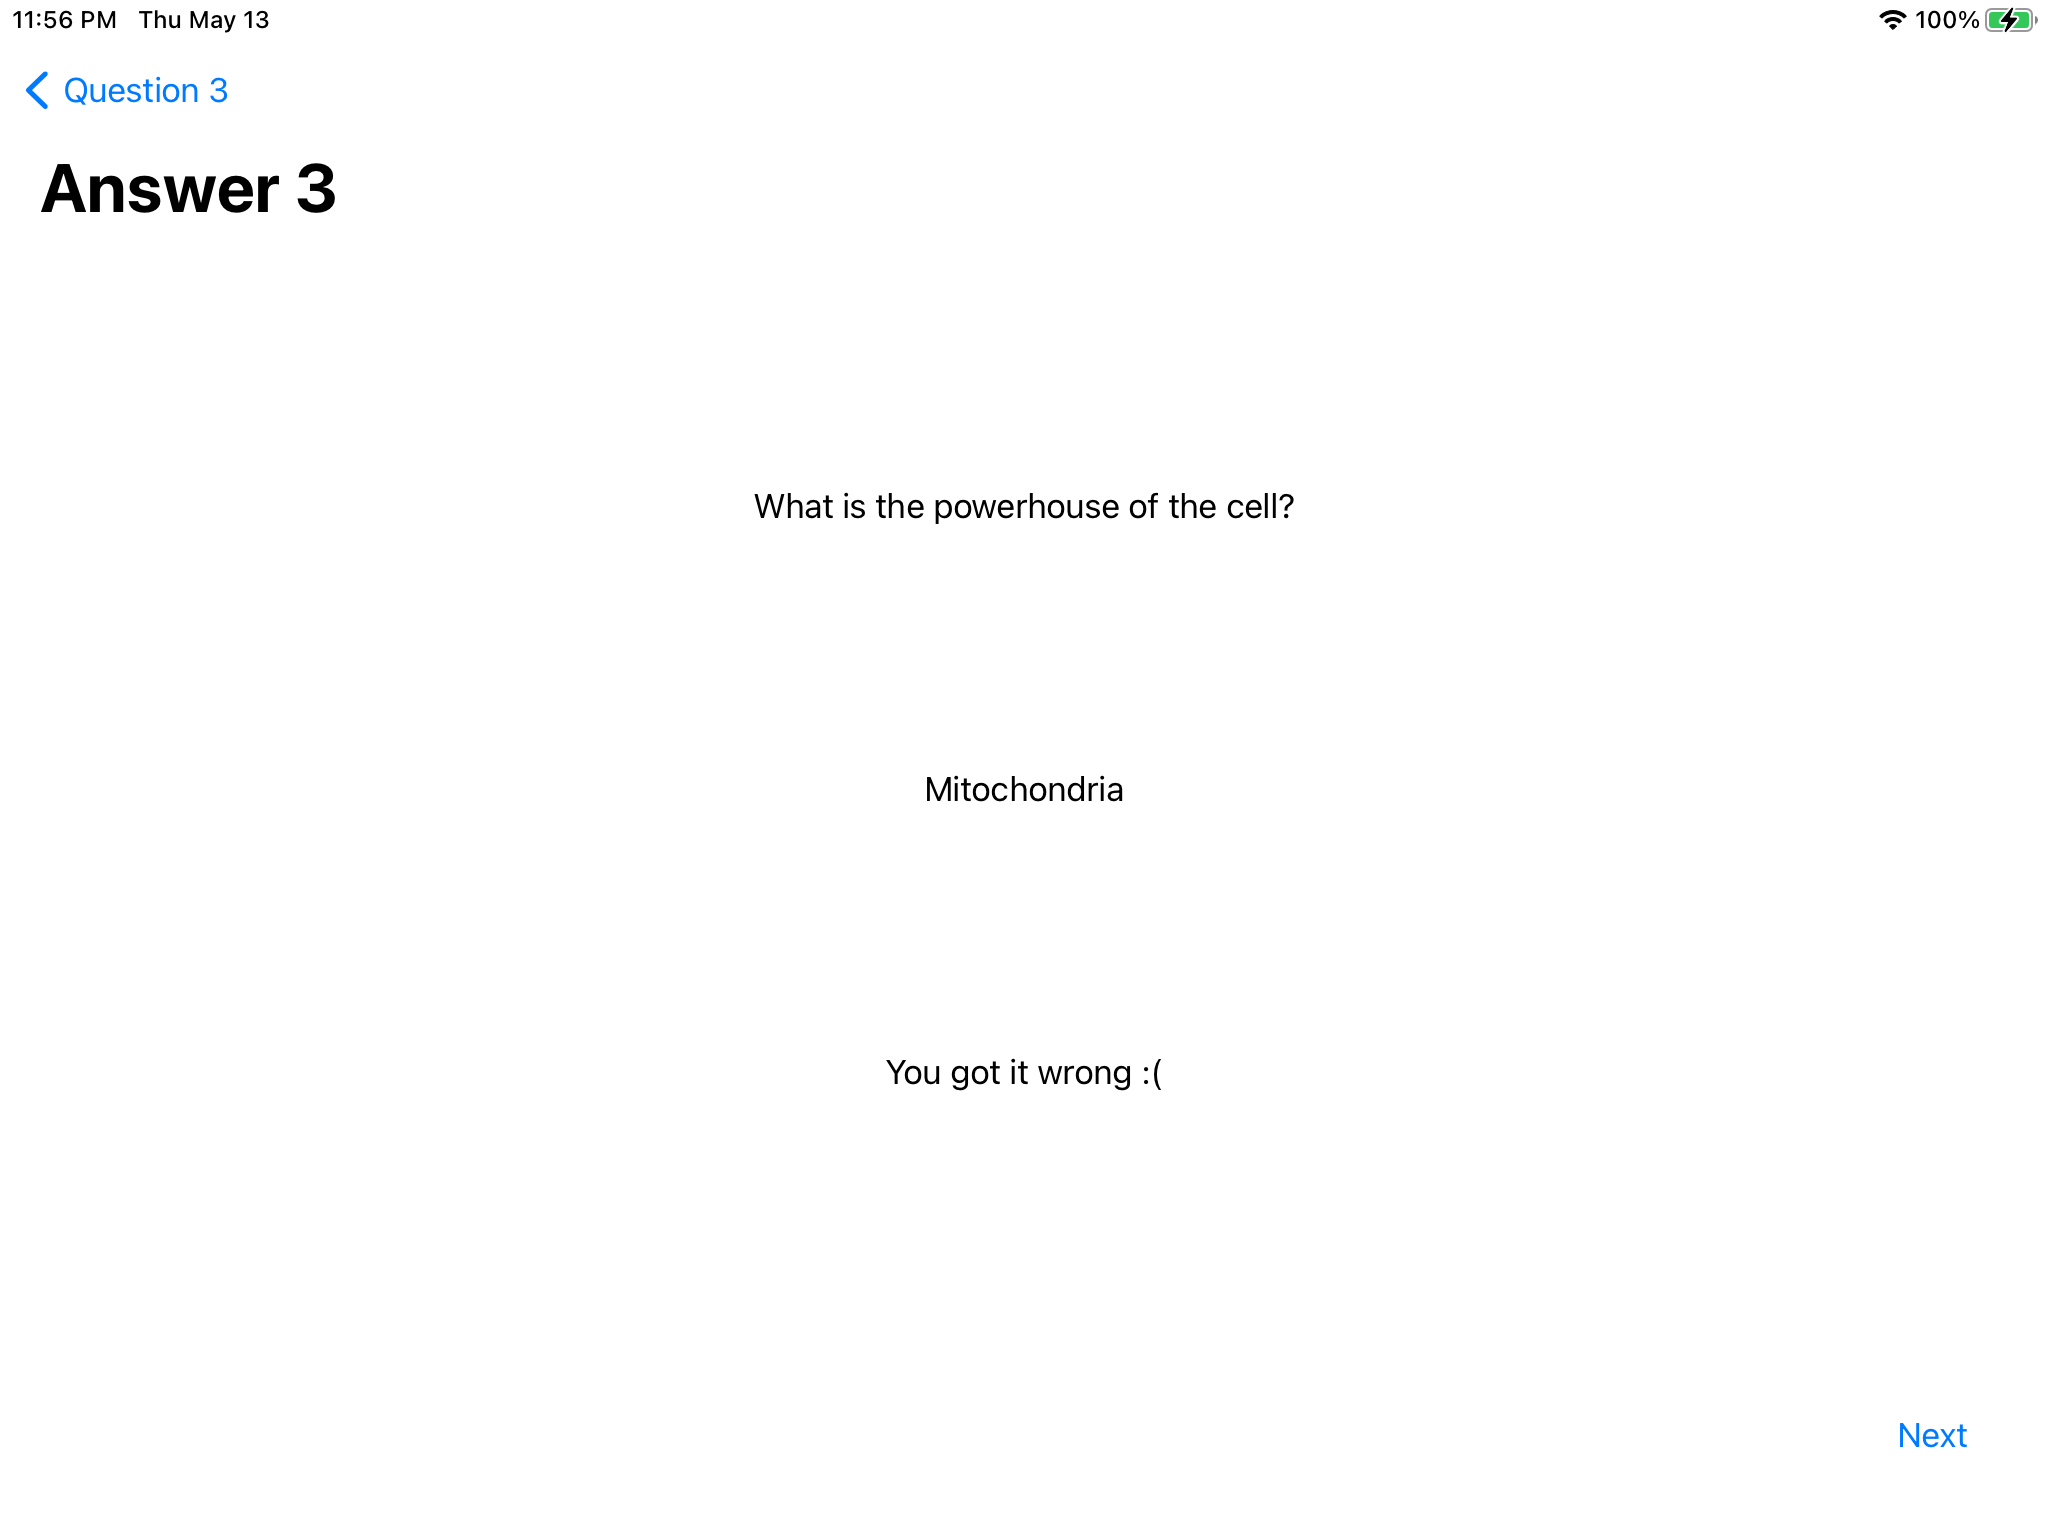 11:56 PM Thu May 13 100%
Question 3
Answer 3
What is the powerhouse of the cell?
Mitochondria
You got it wrong :(
Next